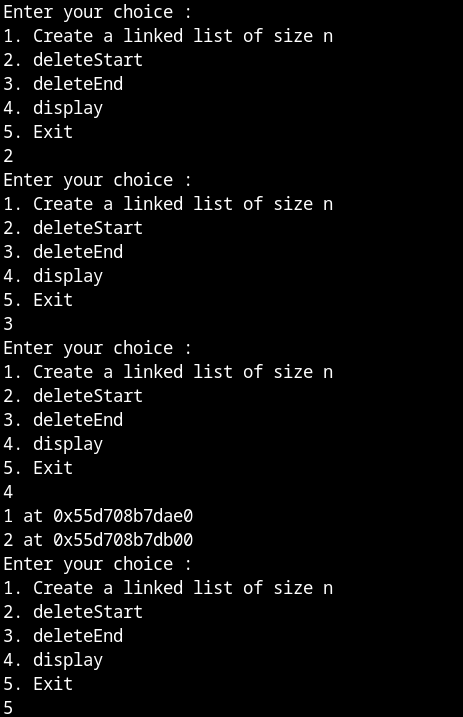 Enter your choice :
1. Create a linked list of size n
2. deleteStart
3. deleteEnd
4. display
5. Exit
2
Enter your choice :
1. Create a linked list of size n
2. deleteStart
3. deleteEnd
4. display
5. Exit
3
Enter your choice :
1. Create a linked list of size n
2. deleteStart
3. deleteEnd
4. display
5. Exit
4
1 at 0x55d708b7dae0
2 at 0x55d708b7db00
Enter your choice :
1. Create a linked list of size n
2. deleteStart
3. deleteEnd
4. display
5. Exit
5